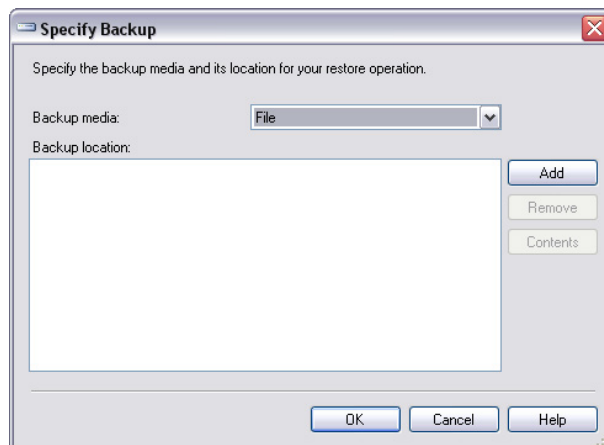 Specify Backup
Specify the backup media and its location for your restore operation.
Backup media:
File
Backup location:
Add
Remove
Contents
OK
Cancel
Help